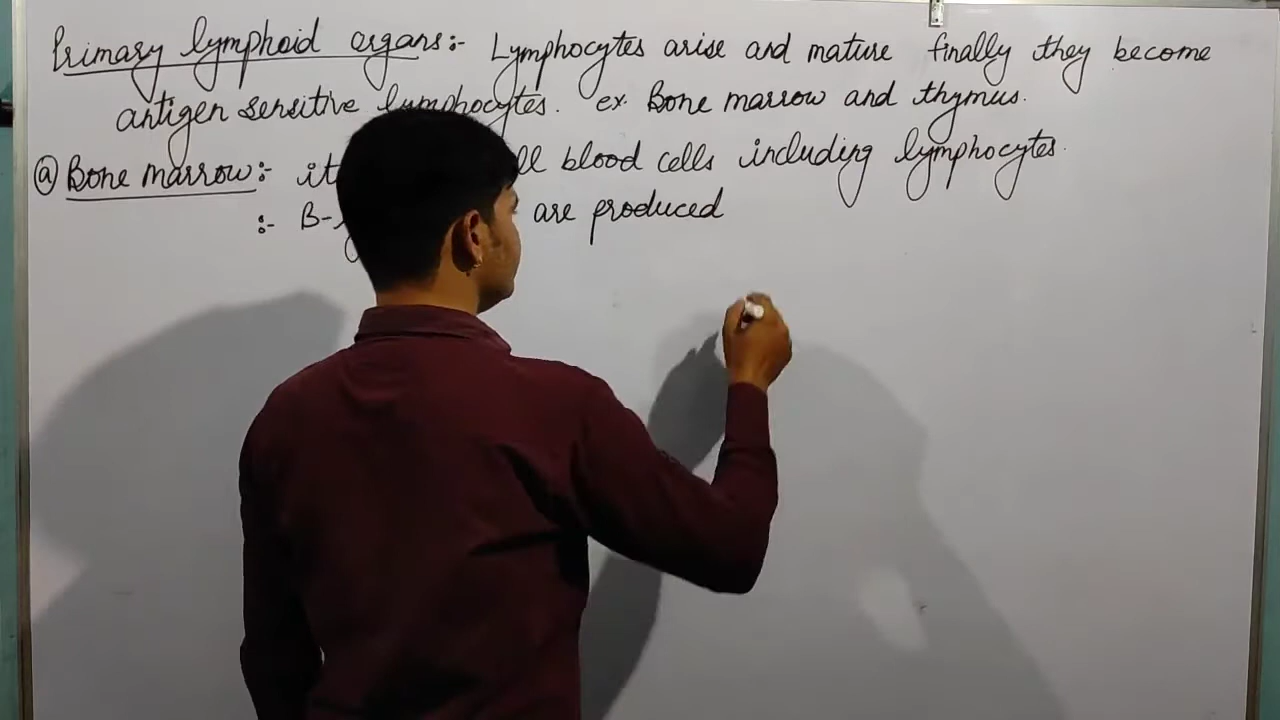 Primary lymphoid organs:- Lymphocytes arise and mature finally they become
antigen sensitive lymphocytes. ex. Bone marrow and thymus.
ⓐ Bone marrow:- it blood cells including lymphocytes.
:- B- are produced